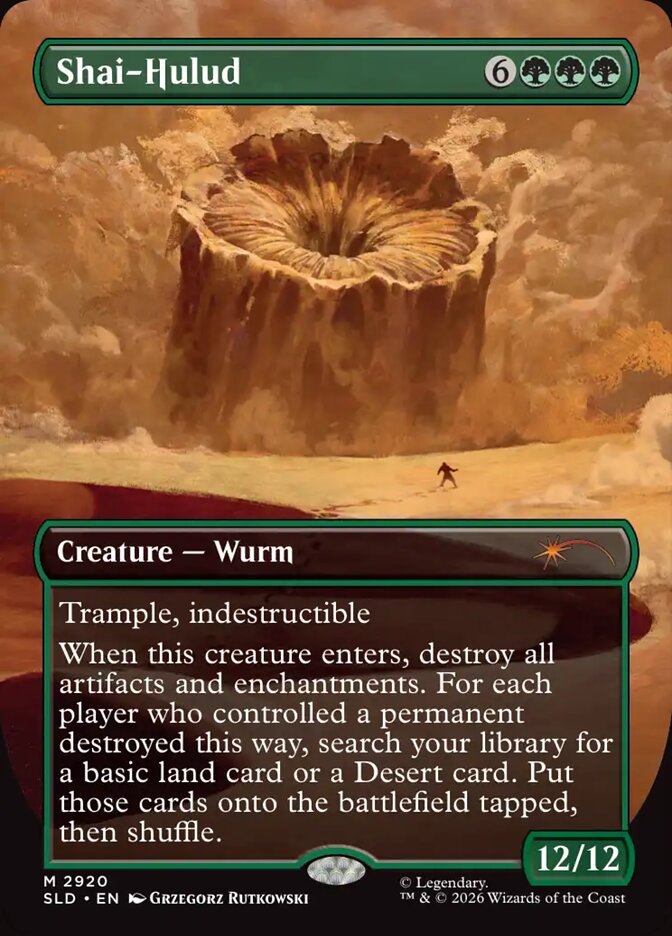 Shai-Hulud 6
Creature — Wurm
Trample, indestructible
When this creature enters, destroy all
artifacts and enchantments. For each
player who controlled a permanent
destroyed this way, search your library for
a basic land card or a Desert card. Put
those cards onto the battlefield tapped,
then shuffle.
12/12
M 2920
SLD • EN Grzegorz Rutkowski
© Legendary.
™ & © 2026 Wizards of the Coast